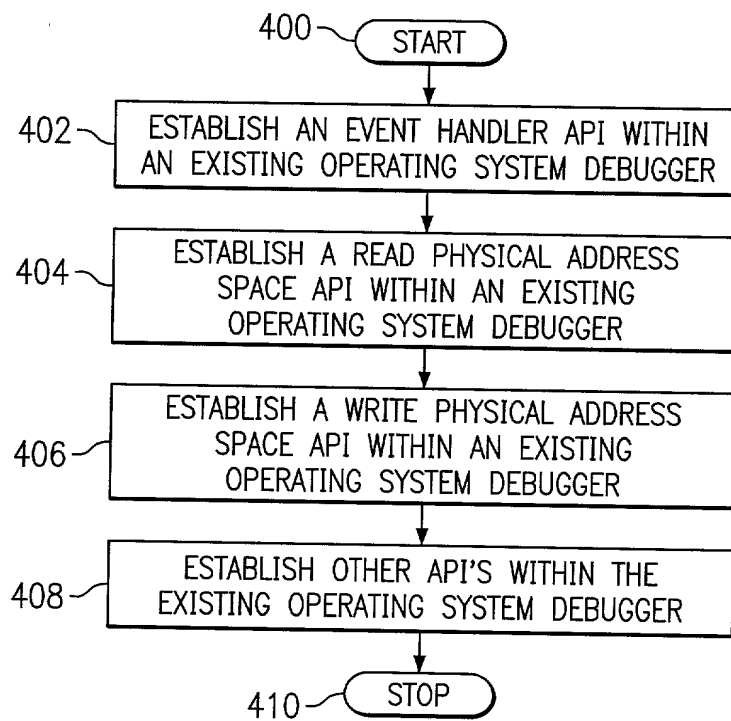 400
START
402
ESTABLISH AN EVENT HANDLER API WITHIN
AN EXISTING OPERATING SYSTEM DEBUGGER
404
ESTABLISH A READ PHYSICAL ADDRESS
SPACE API WITHIN AN EXISTING
OPERATING SYSTEM DEBUGGER
406
ESTABLISH A WRITE PHYSICAL ADDRESS
SPACE API WITHIN AN EXISTING
OPERATING SYSTEM DEBUGGER
408
ESTABLISH OTHER API'S WITHIN THE
EXISTING OPERATING SYSTEM DEBUGGER
410
STOP